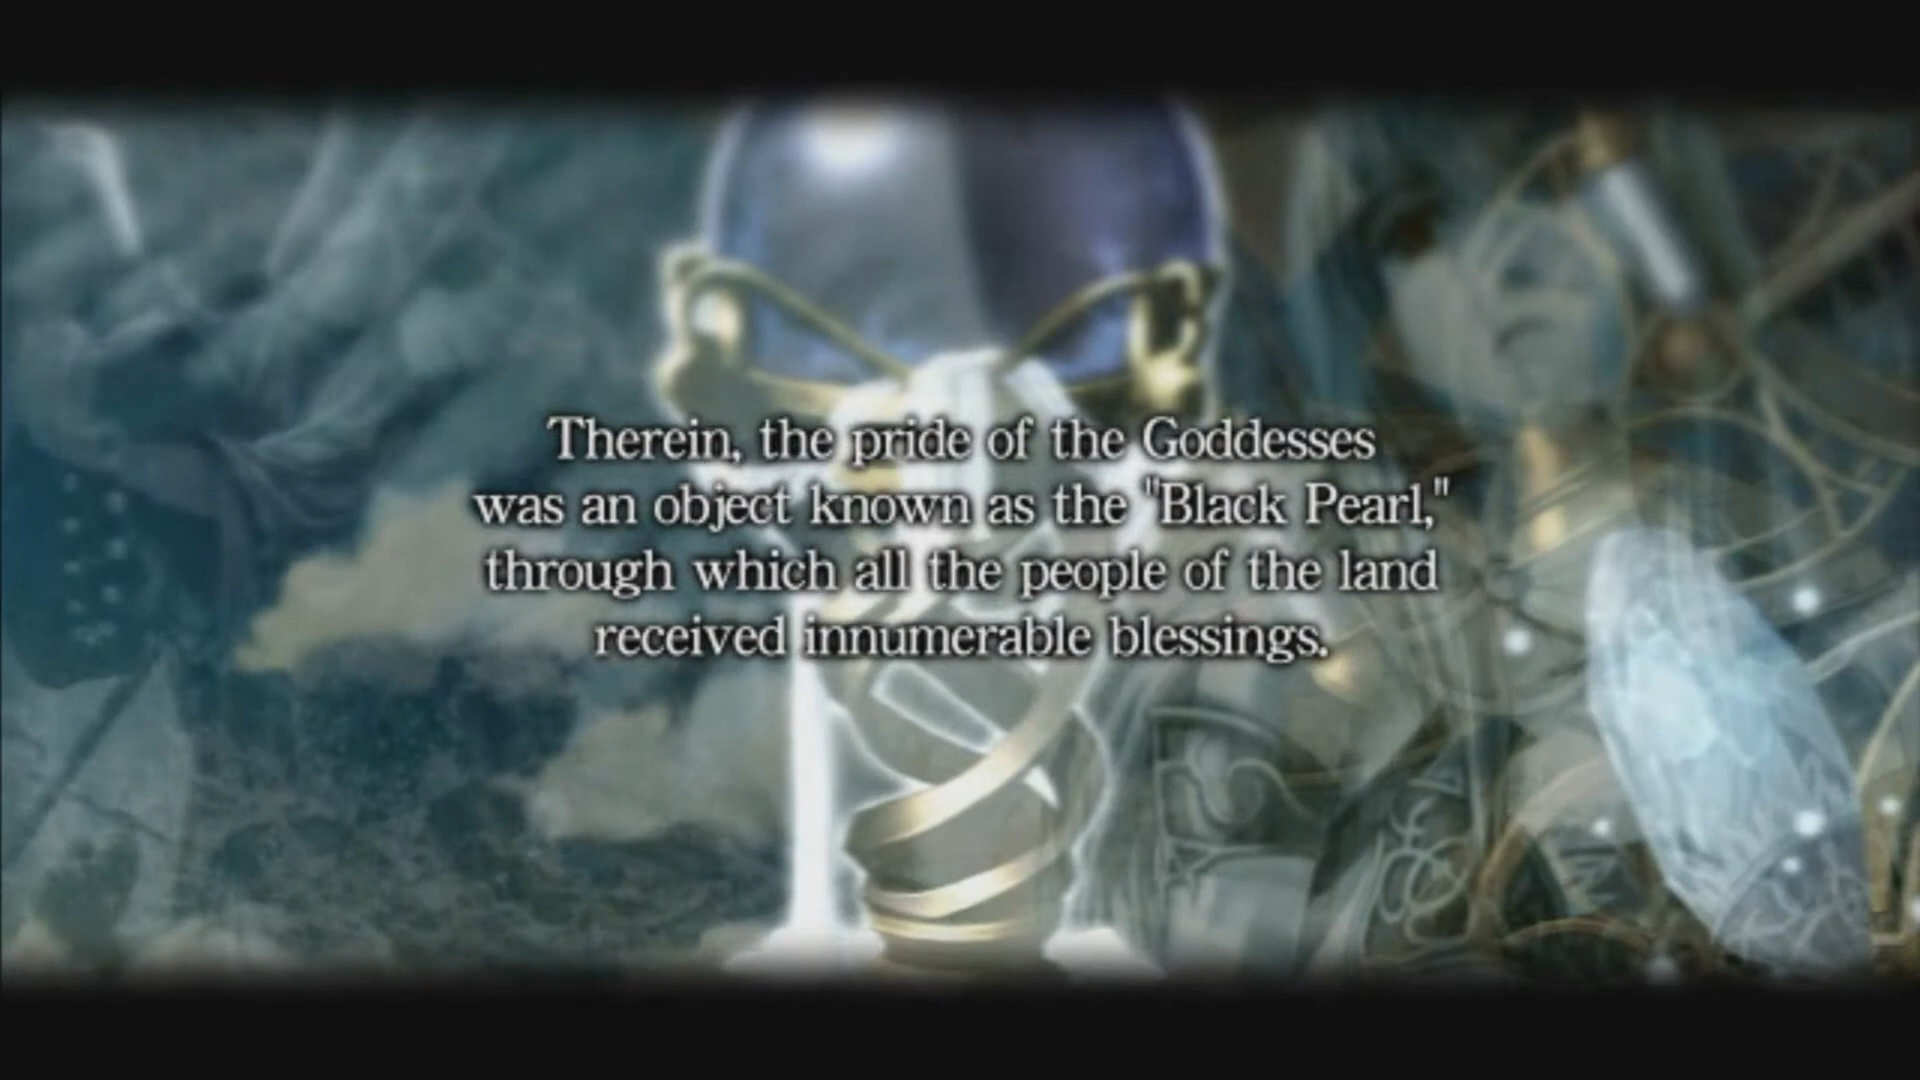 Therein, the pride of the Goddesses
was an object known as the "Black Pearl,"
through which all the people of the land
received innumerable blessings.